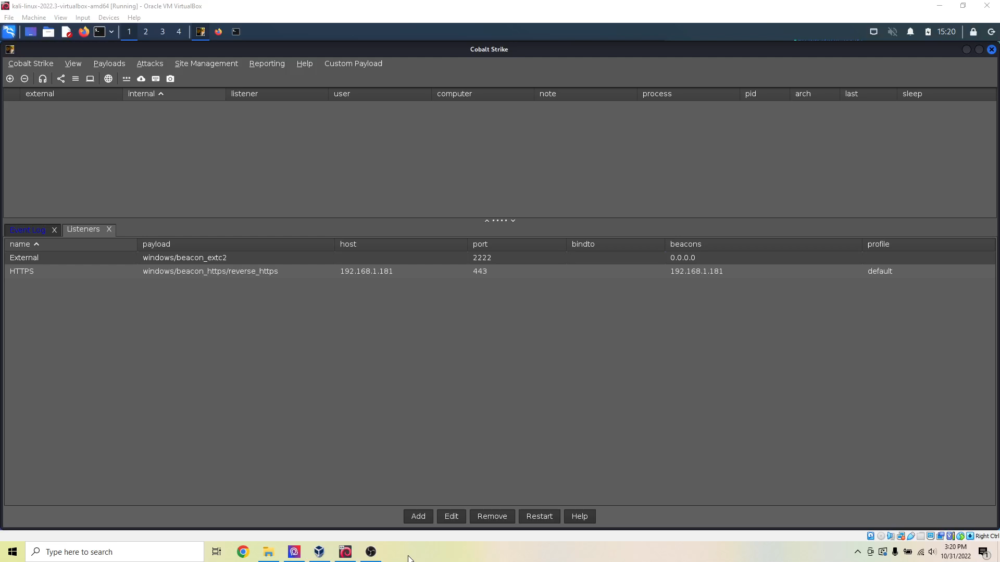 kali-linux-2022.3-virtualbox-amd64 [Running] - Oracle VM VirtualBox
File Machine View Input Devices Help
1 2 3 4 15:20
Cobalt Strike
Cobalt Strike View Payloads Attacks Site Management Reporting Help Custom Payload
external internal listener user computer note process pid arch last sleep
Event Log X Listeners X
name payload host port bindto beacons profile
External windows/beacon_extc2 2222 0.0.0.0
HTTPS windows/beacon_https/reverse_https 192.168.1.181 443 192.168.1.181 default
Add Edit Remove Restart Help
Right Ctrl
Type here to search
3:20 PM
10/31/2022
1